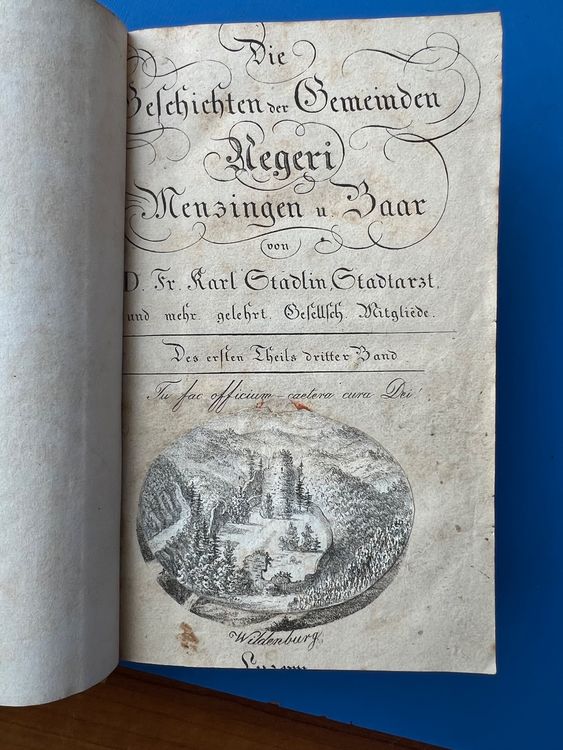 Die
Geschichten der Gemeinden
Aegeri
Menzingen u. Baar
von
D. Fr. Karl Stadlin, Stadtarzt,
und mehr. gelehrt. Gesellsch. Mitgliede.
Des ersten Theils dritter Band.
Tu fac officium - caetera cura Dei
Wildenburg.
Luzern